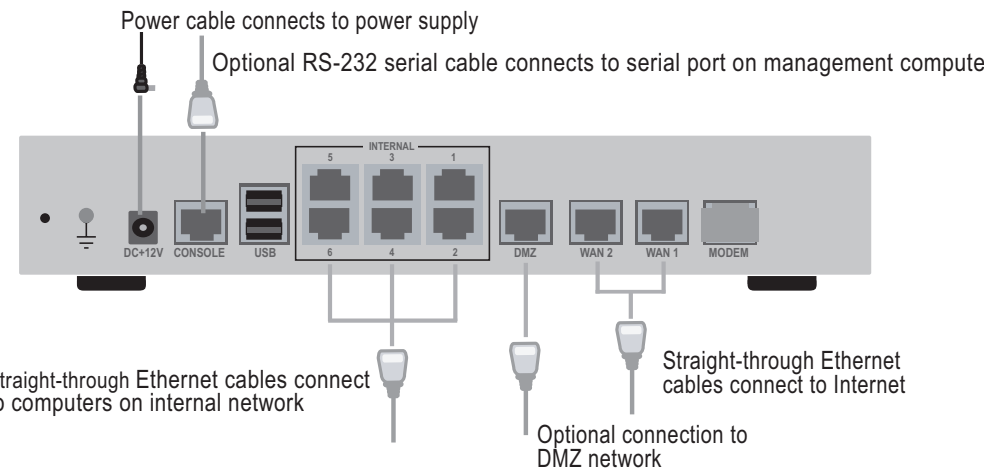 Power cable connects to power supply
Optional RS-232 serial cable connects to serial port on management compute
INTERNAL
5 3 1
DC+12V CONSOLE USB 6 4 2 DMZ WAN 2 WAN 1 MODEM
traight-through Ethernet cables connect
o computers on internal network
Straight-through Ethernet
cables connect to Internet
Optional connection to
DMZ network